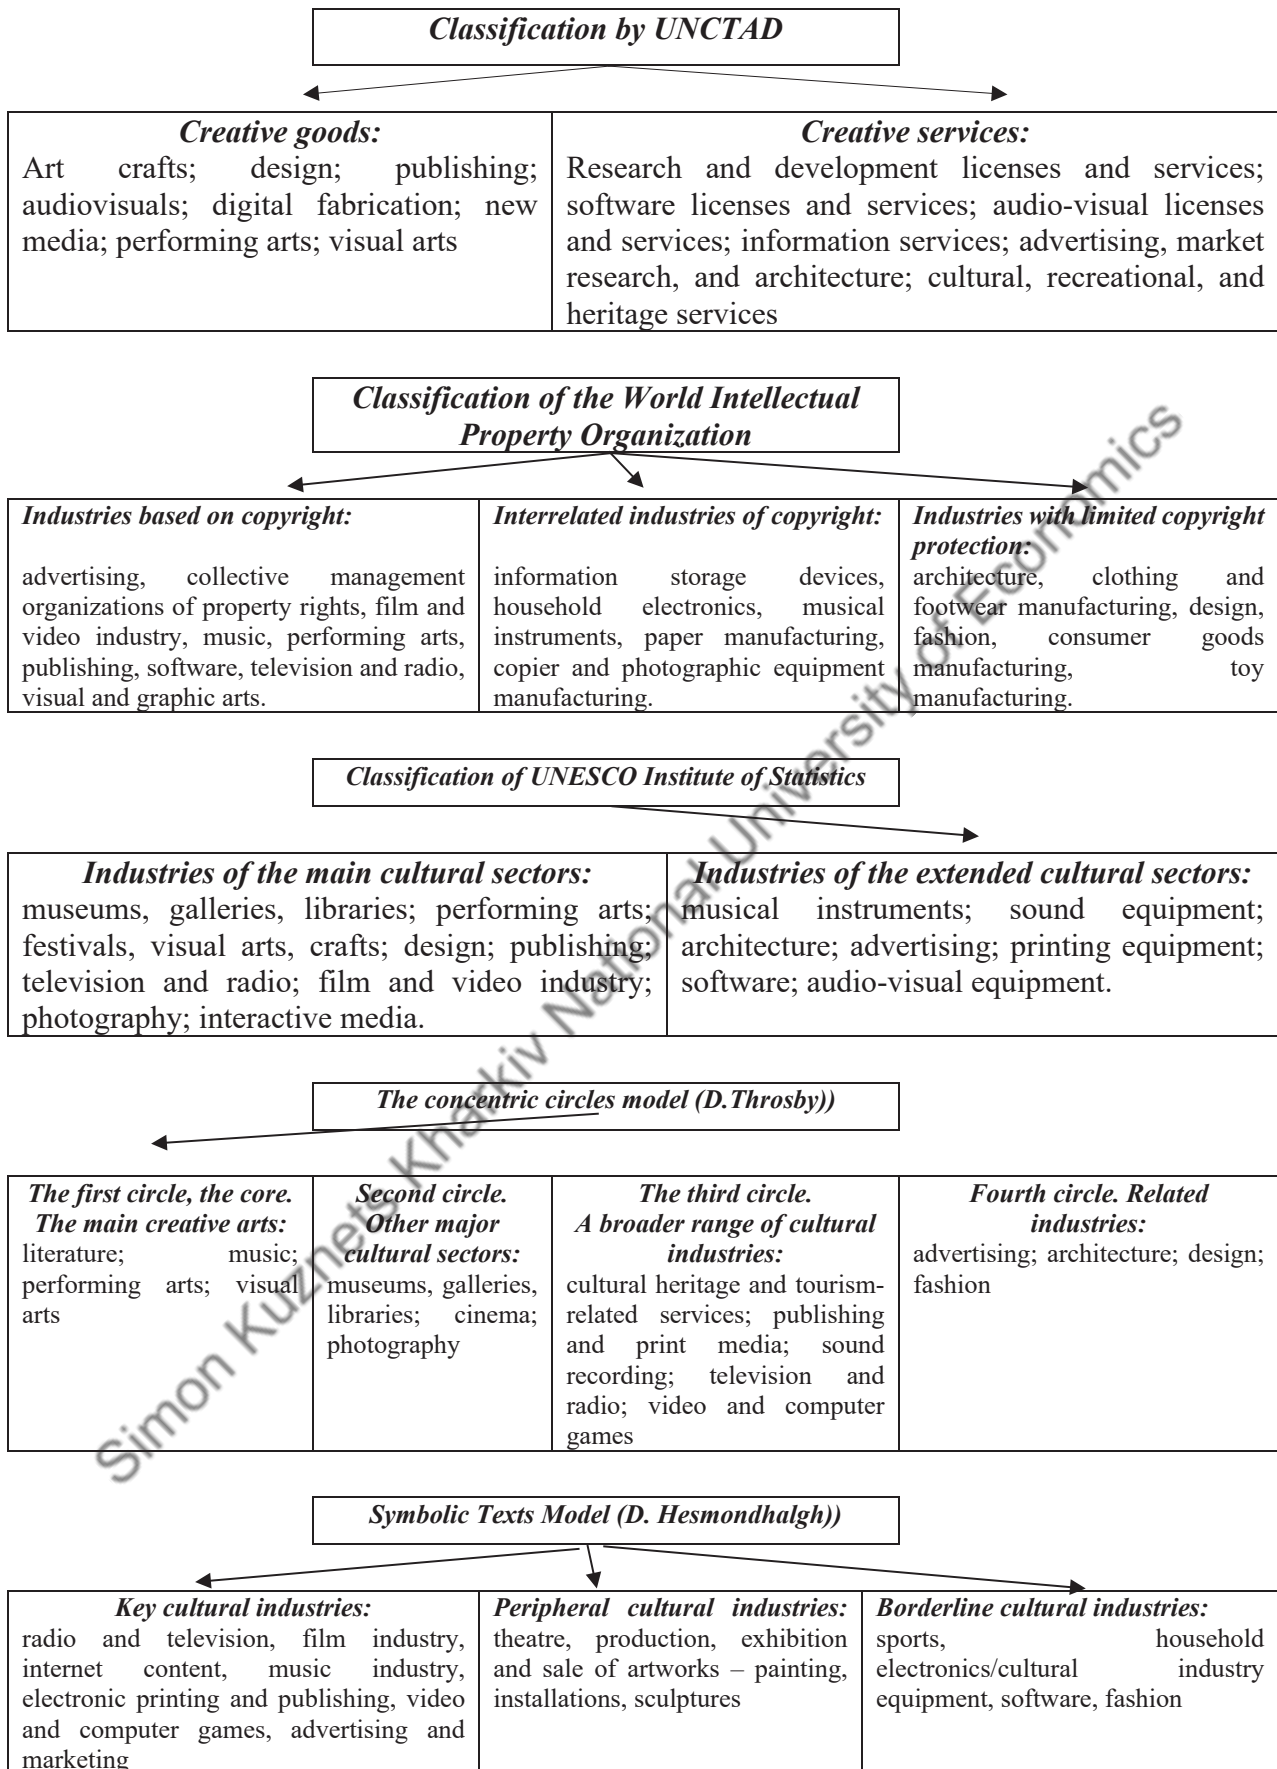 Classification by UNCTAD
Creative goods:
Art crafts; design; publishing;
audiovisuals; digital fabrication; new
media; performing arts; visual arts
Creative services:
Research and development licenses and services;
software licenses and services; audio-visual licenses
and services; information services; advertising, market
research, and architecture; cultural, recreational, and
heritage services
Classification of the World Intellectual
Property Organization
Industries based on copyright:
advertising, collective management
organizations of property rights, film and
video industry, music, performing arts,
publishing, software, television and radio,
visual and graphic arts.
Interrelated industries of copyright:
information storage devices,
household electronics, musical
instruments, paper manufacturing,
copier and photographic equipment
manufacturing.
Industries with limited copyright
protection:
architecture, clothing and
footwear manufacturing, design,
fashion, consumer goods
manufacturing, toy
manufacturing.
Classification of UNESCO Institute of Statistics
Industries of the main cultural sectors:
museums, galleries, libraries; performing arts;
festivals, visual arts, crafts; design; publishing;
television and radio; film and video industry;
photography; interactive media.
Industries of the extended cultural sectors:
musical instruments; sound equipment;
architecture; advertising; printing equipment;
software; audio-visual equipment.
The concentric circles model (D.Throsby))
The first circle, the core.
The main creative arts:
literature; music;
performing arts; visual
arts
Second circle.
Other major
cultural sectors:
museums, galleries,
libraries; cinema;
photography
The third circle.
A broader range of cultural
industries:
cultural heritage and tourism-
related services; publishing
and print media; sound
recording; television and
radio; video and computer
games
Fourth circle. Related
industries:
advertising; architecture; design;
fashion
Symbolic Texts Model (D. Hesmondhalgh))
Key cultural industries:
radio and television, film industry,
internet content, music industry,
electronic printing and publishing, video
and computer games, advertising and
marketing
Peripheral cultural industries:
theatre, production, exhibition
and sale of artworks – painting,
installations, sculptures
Borderline cultural industries:
sports, household
electronics/cultural industry
equipment, software, fashion
Simon Kuznets Kharkiv National University of Economics